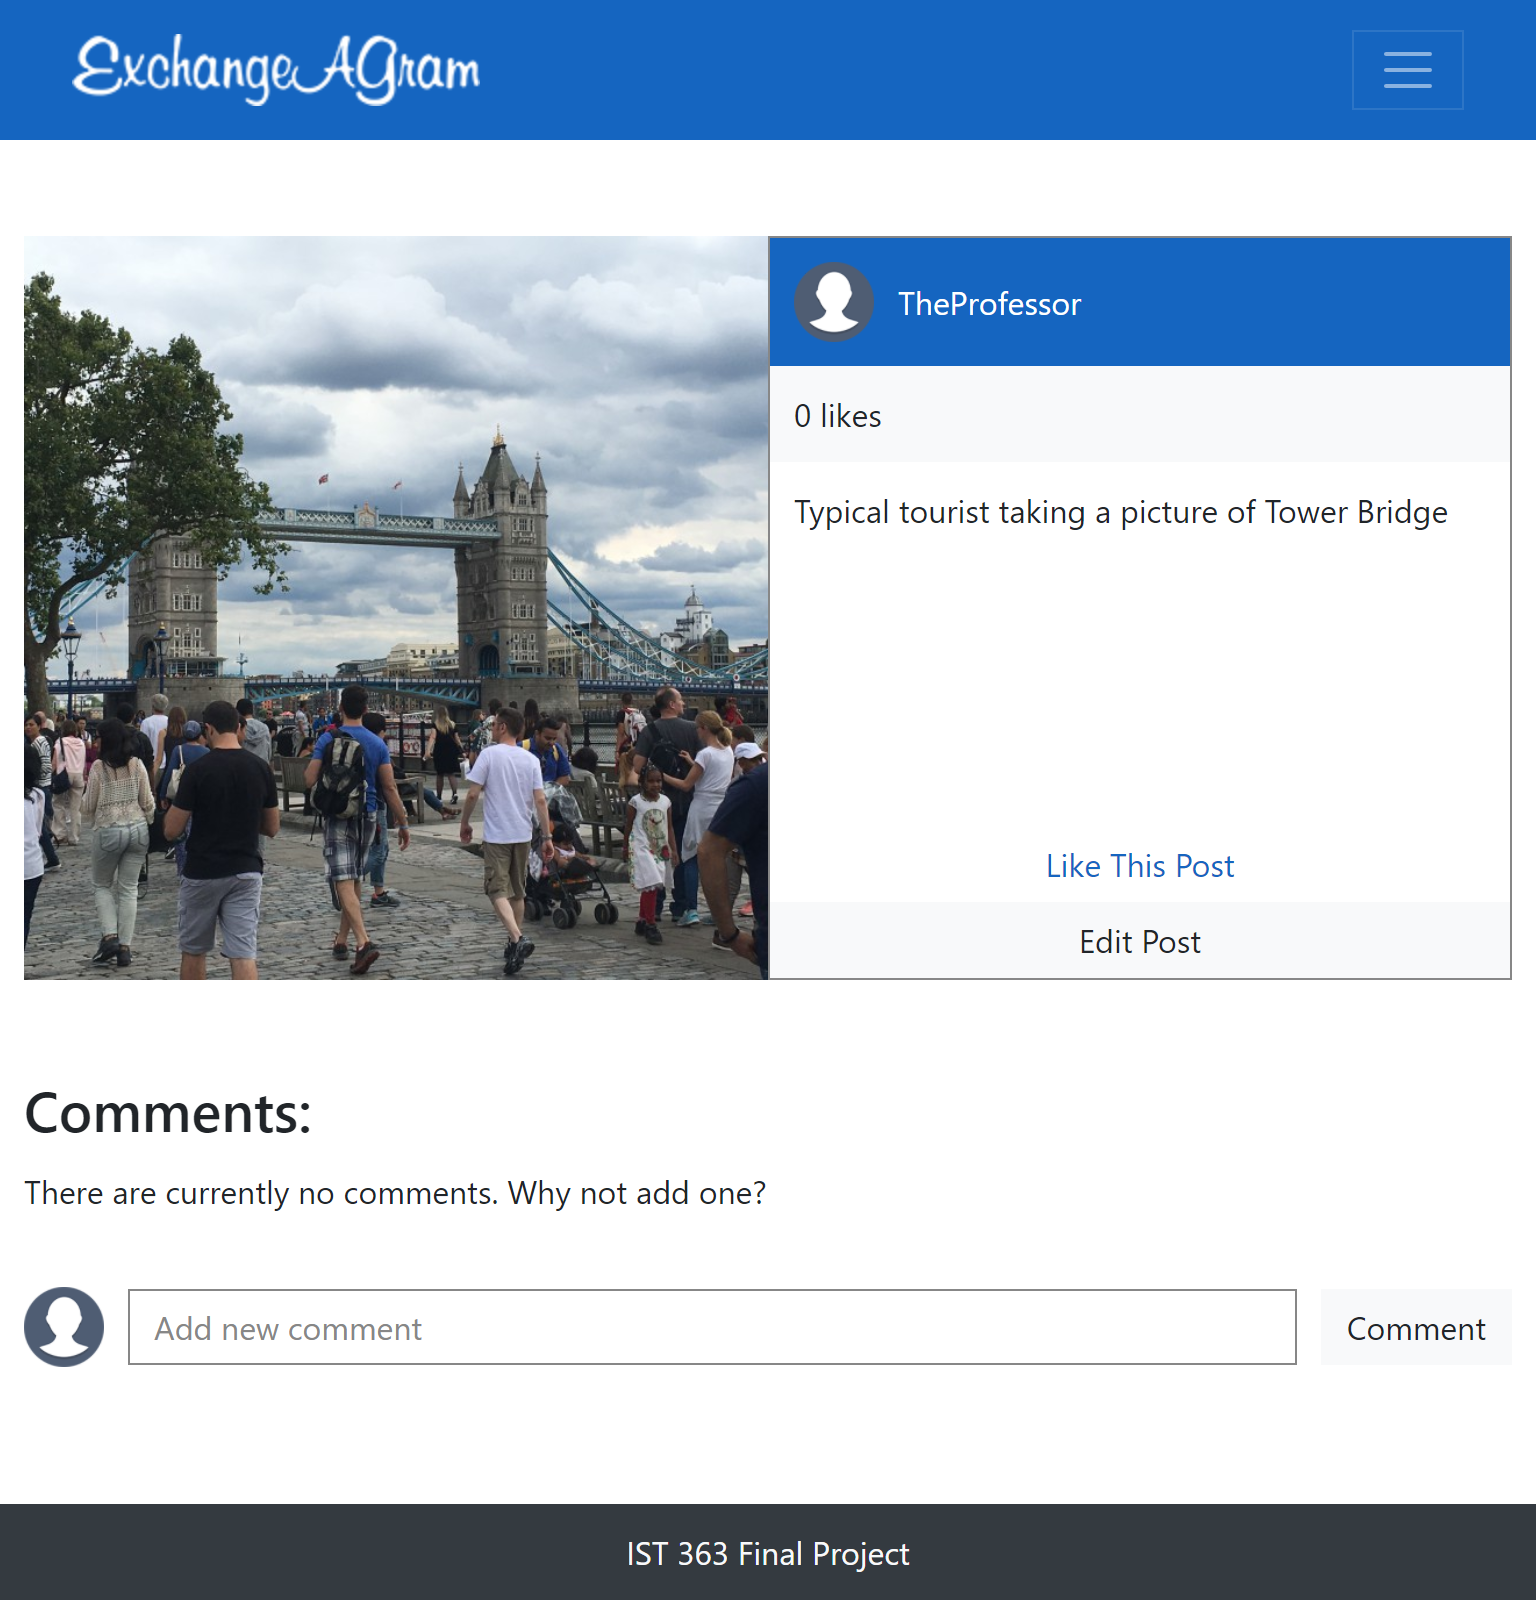 ExchangeAGram
TheProfessor
0 likes
Typical tourist taking a picture of Tower Bridge
Like This Post
Edit Post
Comments:
There are currently no comments. Why not add one?
Add new comment
Comment
IST 363 Final Project